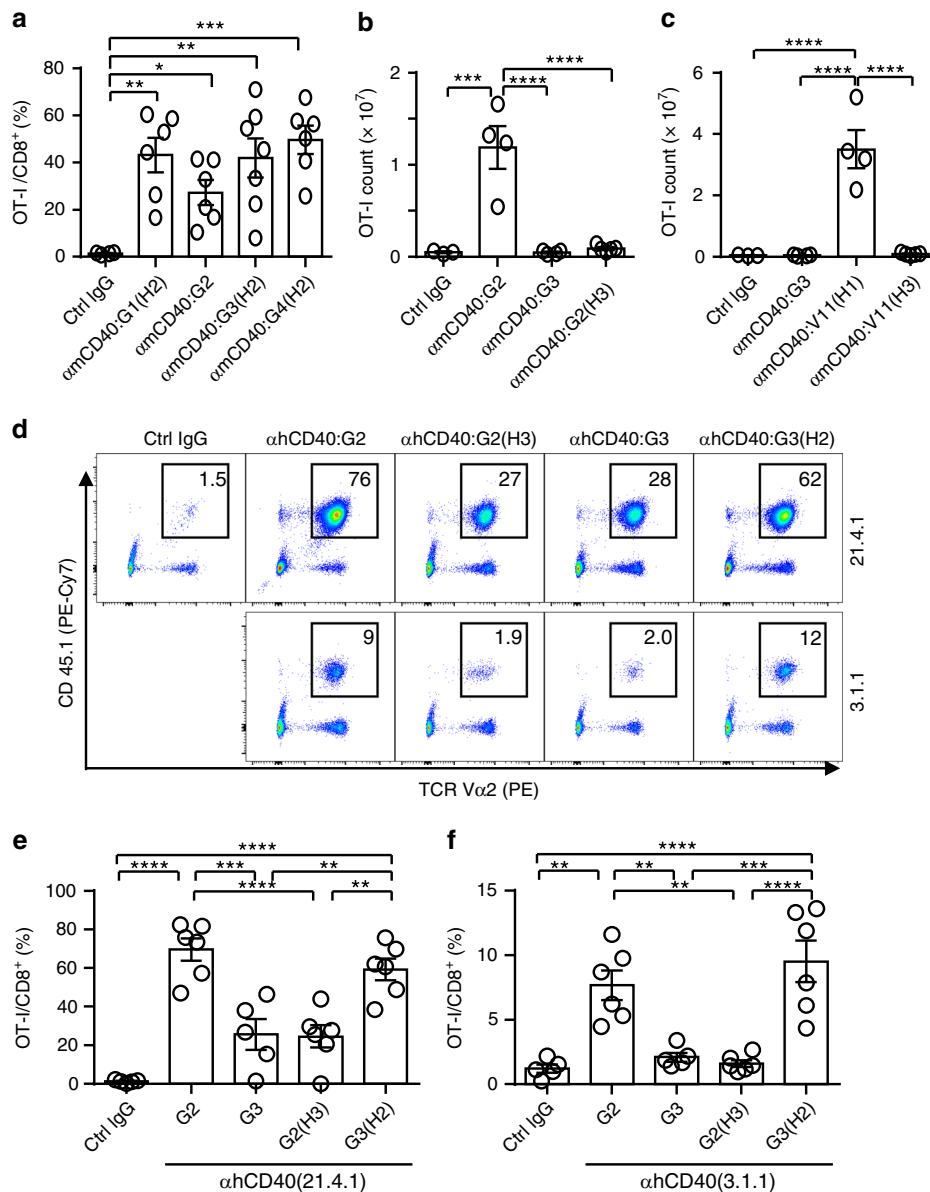 a
***
**
*
**
OT-I /CD8+ (%)
80
60
40
20
0
Ctrl IgG
αmCD40:G1(H2)
αmCD40:G2
αmCD40:G3(H2)
αmCD40:G4(H2)
b
****
*** ****
OT-I count (× 10⁷)
2
1
0
Ctrl IgG
αmCD40:G2
αmCD40:G3
αmCD40:G2(H3)
c
****
**** ****
OT-I count (× 10⁷)
6
4
2
0
Ctrl IgG
αmCD40:G3
αmCD40:V11(H1)
αmCD40:V11(H3)
d
Ctrl IgG αhCD40:G2 αhCD40:G2(H3) αhCD40:G3 αhCD40:G3(H2)
1.5 76 27 28 62
21.4.1
9 1.9 2.0 12
3.1.1
CD 45.1 (PE-Cy7)
TCR Vα2 (PE)
e
****
**** *** **
**** **
OT-I/CD8+ (%)
100
80
60
40
20
0
Ctrl IgG
G2
G3
G2(H3)
G3(H2)
αhCD40(21.4.1)
f
****
** ** ***
** ****
OT-I/CD8+ (%)
15
10
5
0
Ctrl IgG
G2
G3
G2(H3)
G3(H2)
αhCD40(3.1.1)